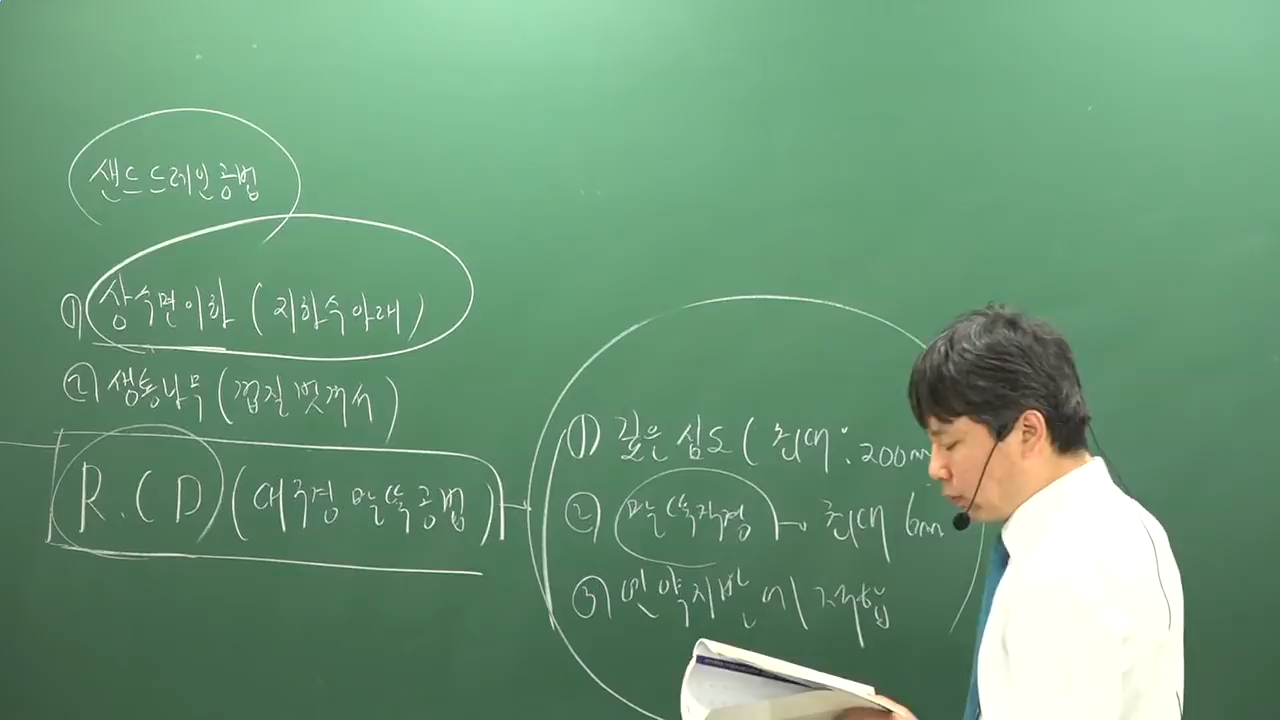 샌드드레인공법
① 상수면이하 (지하수아래)
② 생통나무 (껍질벗겨서)
R.C.D (대구경 말뚝공법)
① 깊은 심도 (최대: 200m
② 말뚝직경 → 최대 6m
③ 연약지반에 적합